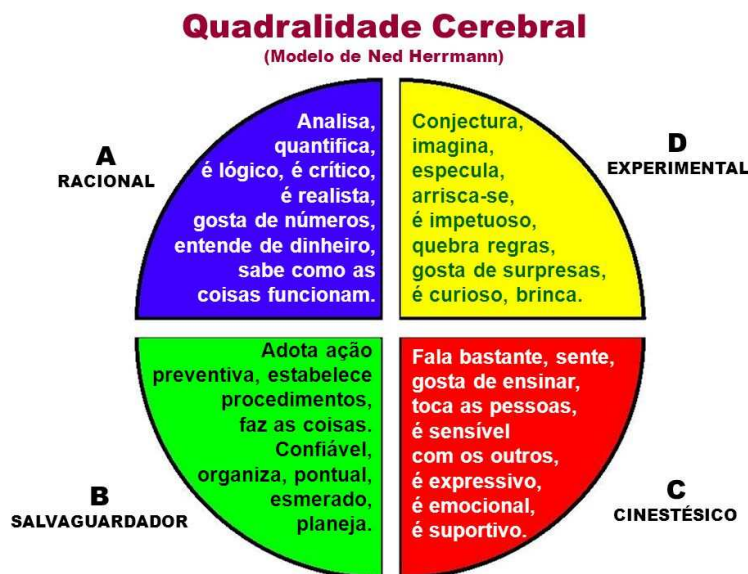 Quadralidade Cerebral
(Modelo de Ned Herrmann)
A
RACIONAL
Analisa,
quantifica,
é lógico, é crítico,
é realista,
gosta de números,
entende de dinheiro,
sabe como as
coisas funcionam.
Conjectura,
imagina,
especula,
arrisca-se,
é impetuoso,
quebra regras,
gosta de surpresas,
é curioso, brinca.
D
EXPERIMENTAL
B
SALVAGUARDADOR
Adota ação
preventiva, estabelece
procedimentos,
faz as coisas.
Confiável,
organiza, pontual,
esmerado,
planeja.
Fala bastante, sente,
gosta de ensinar,
toca as pessoas,
é sensível
com os outros,
é expressivo,
é emocional,
é suportivo.
C
CINESTÉSICO